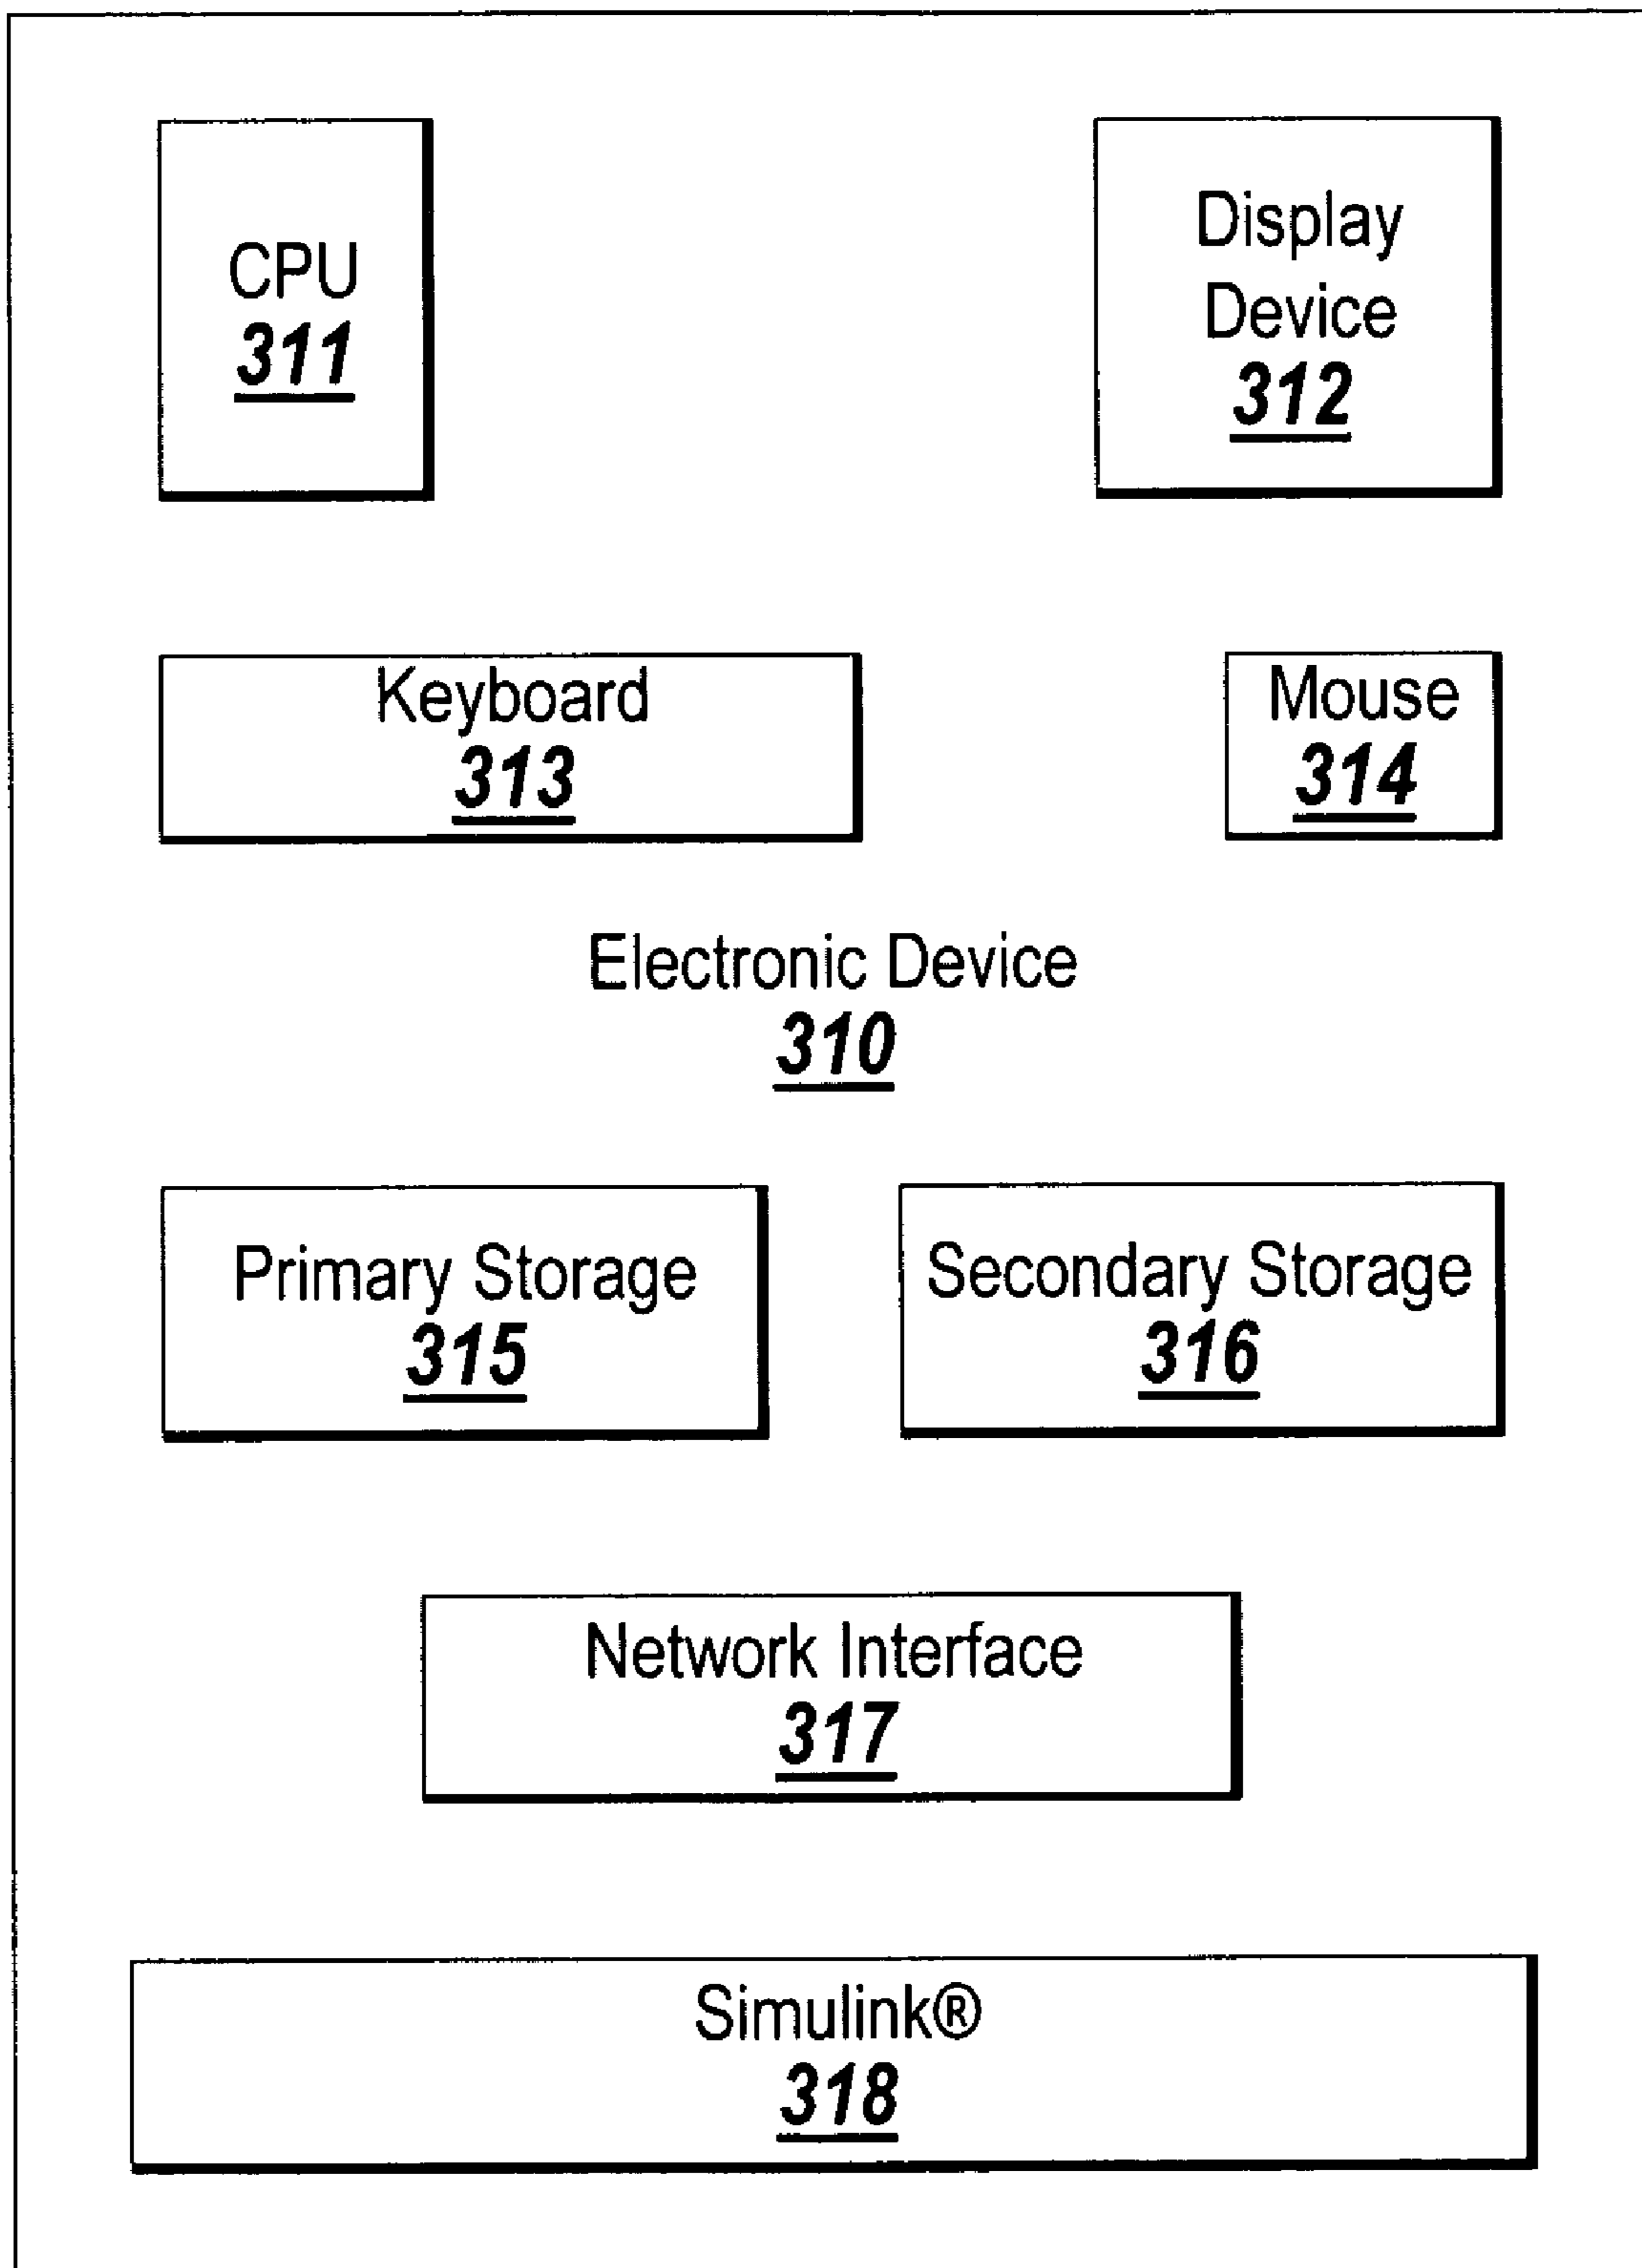 CPU
311
Display
Device
312
Keyboard
313
Mouse
314
Electronic Device
310
Primary Storage
315
Secondary Storage
316
Network Interface
317
Simulink®
318